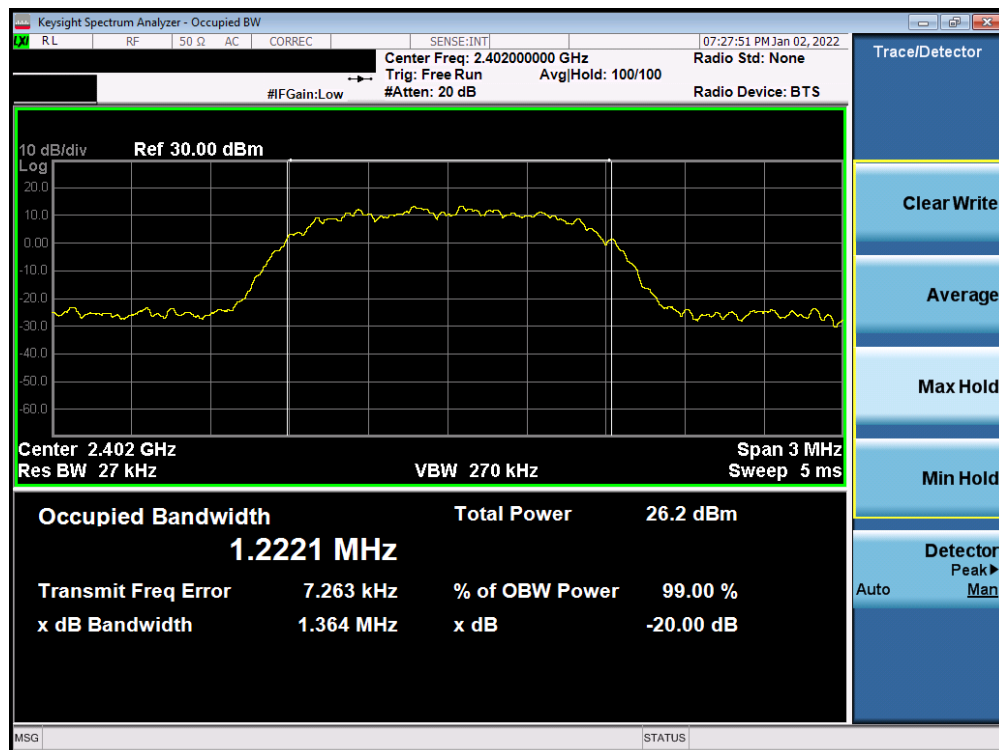 Keysight Spectrum Analyzer - Occupied BW
LXI RL RF 50 Ω AC CORREC SENSE:INT 07:27:51 PM Jan 02, 2022
Center Freq: 2.402000000 GHz Radio Std: None
Trig: Free Run Avg|Hold: 100/100
#IFGain:Low #Atten: 20 dB Radio Device: BTS
10 dB/div Ref 30.00 dBm
Log
20.0
10.0
0.00
-10.0
-20.0
-30.0
-40.0
-50.0
-60.0
Center 2.402 GHz Span 3 MHz
Res BW 27 kHz VBW 270 kHz Sweep 5 ms
Occupied Bandwidth Total Power 26.2 dBm
1.2221 MHz
Transmit Freq Error 7.263 kHz % of OBW Power 99.00 %
x dB Bandwidth 1.364 MHz x dB -20.00 dB
MSG STATUS
Trace/Detector
Clear Write
Average
Max Hold
Min Hold
Detector
Peak▶
Auto Man